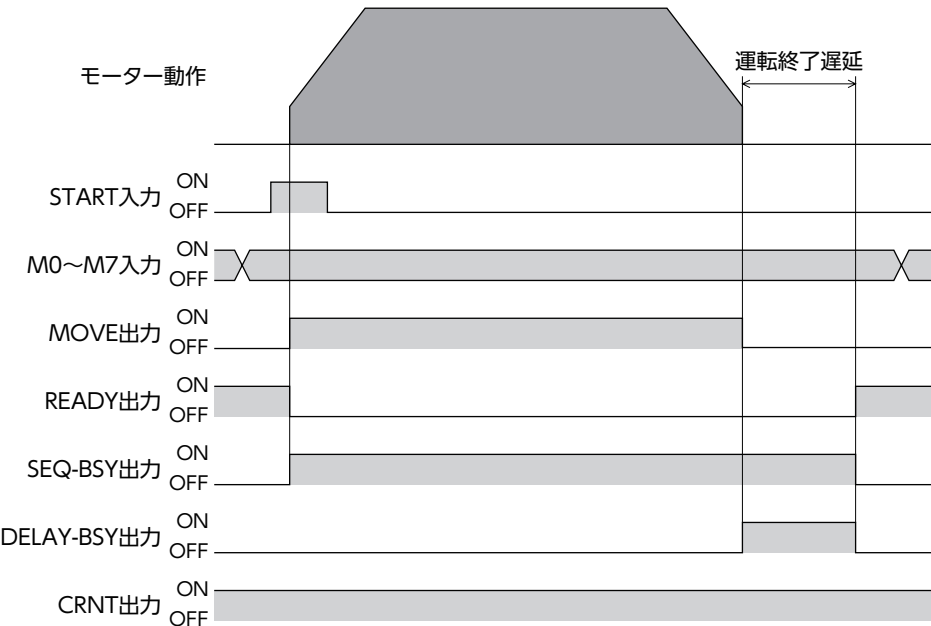 運転終了遅延
モーター動作
ON
START入力
OFF
ON
M0～M7入力
OFF
ON
MOVE出力
OFF
ON
READY出力
OFF
ON
SEQ-BSY出力
OFF
ON
DELAY-BSY出力
OFF
ON
CRNT出力
OFF